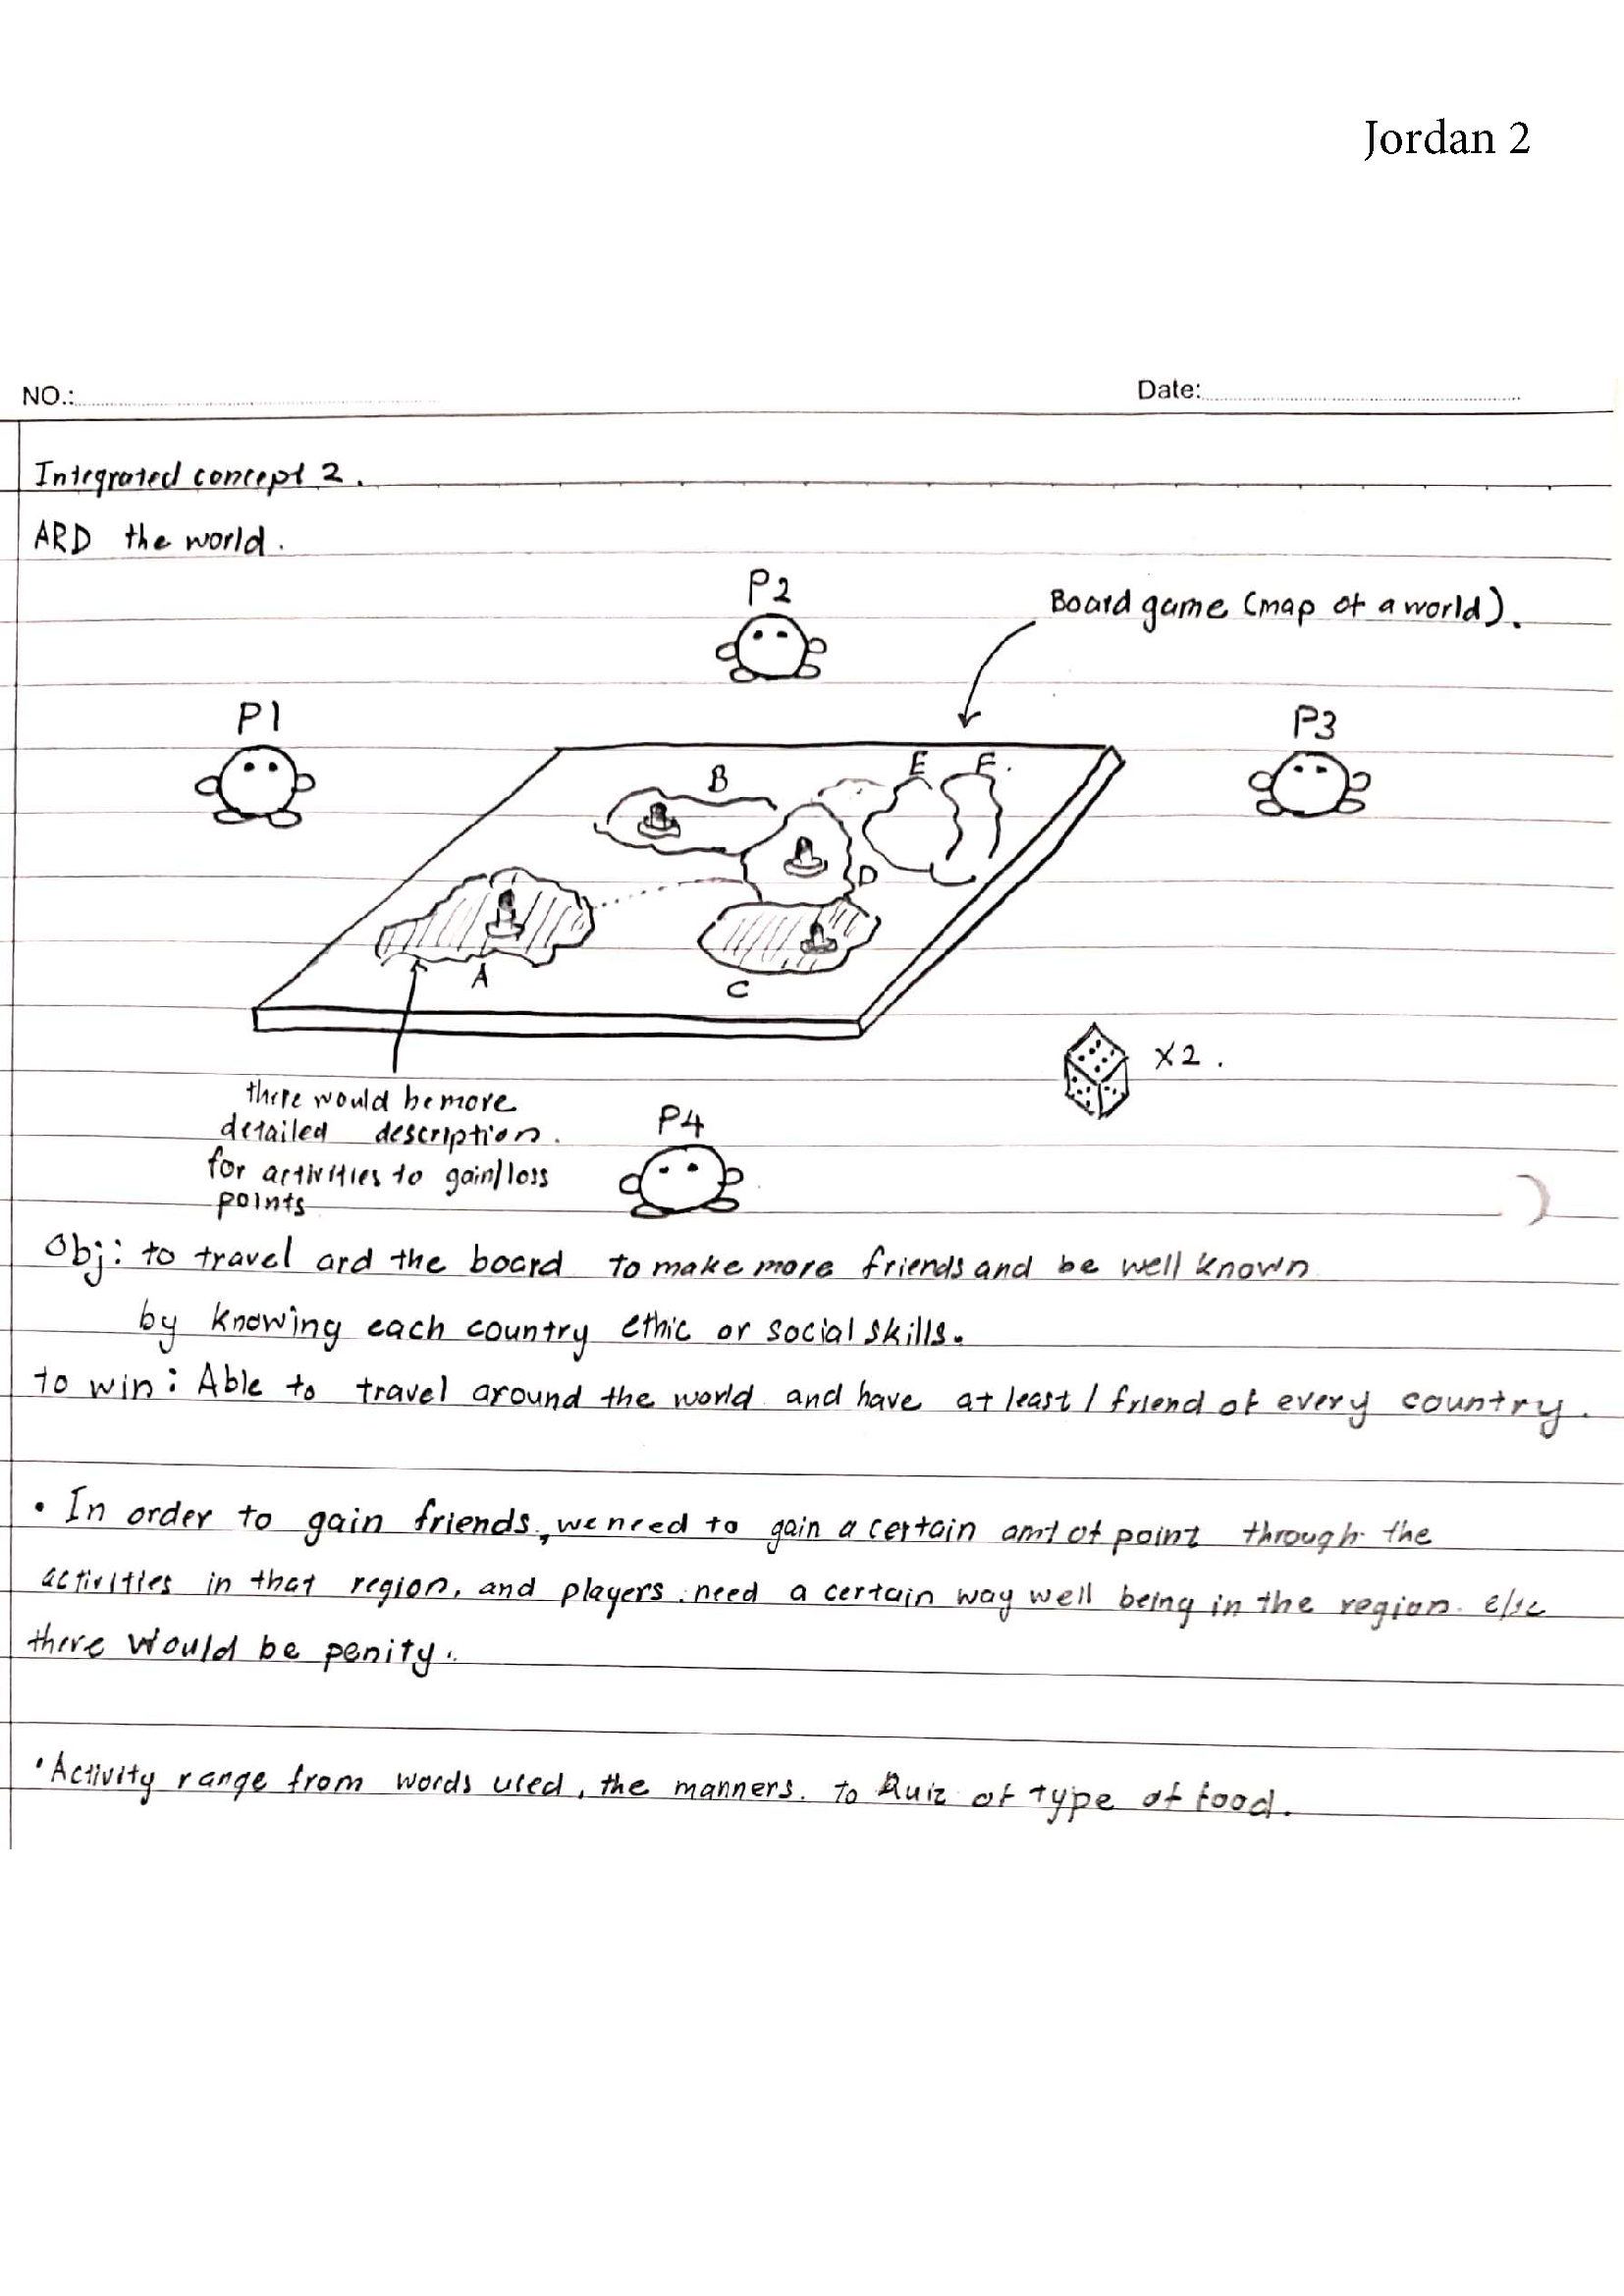 Jordan 2
NO.:
Date:
Integrated concept 2.
ARD the world.
P2
Board game (map of a world).
P1
P3
B
E
F.
D
A
C
X2.
there would be more
detailed description.
for activities to gain/loss
points
P4
Obj: to travel ard the board to make more friends and be well known
by knowing each country ethic or social skills.
to win: Able to travel around the world and have at least 1 friend of every country.
• In order to gain friends, we need to gain a certain amt of point through the
activities in that region, and players need a certain way well being in the region. else
there would be penity.
• Activity range from words used, the manners. to Quiz of type of food.